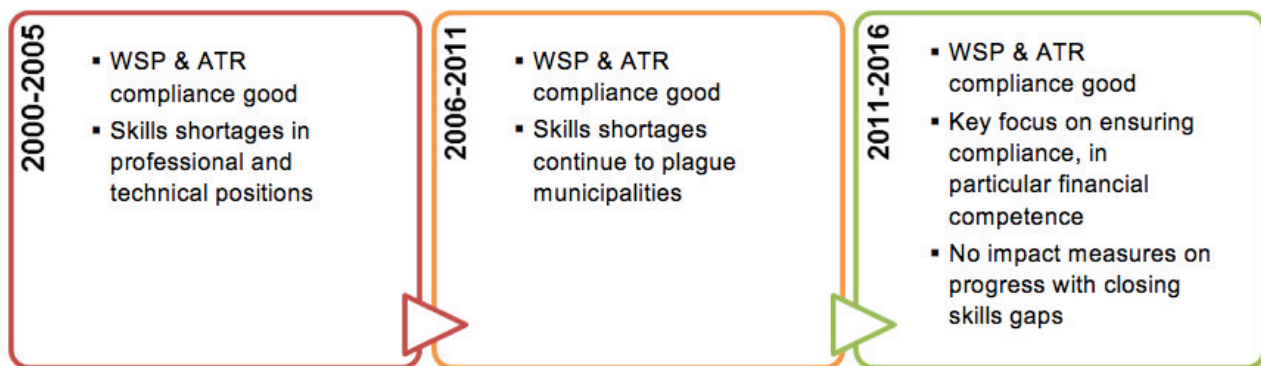 2000-2005
▪ WSP & ATR
compliance good
▪ Skills shortages in
professional and
technical positions
2006-2011
▪ WSP & ATR
compliance good
▪ Skills shortages
continue to plague
municipalities
2011-2016
▪ WSP & ATR
compliance good
▪ Key focus on ensuring
compliance, in
particular financial
competence
▪ No impact measures on
progress with closing
skills gaps